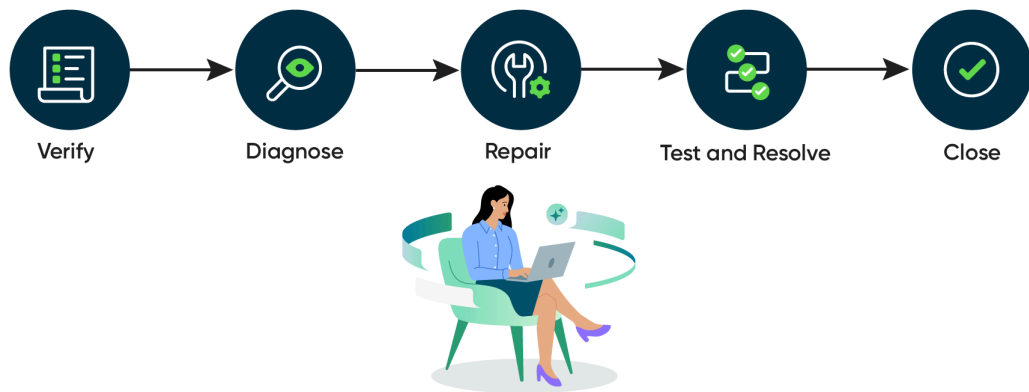 Verify
Diagnose
Repair
Test and Resolve
Close